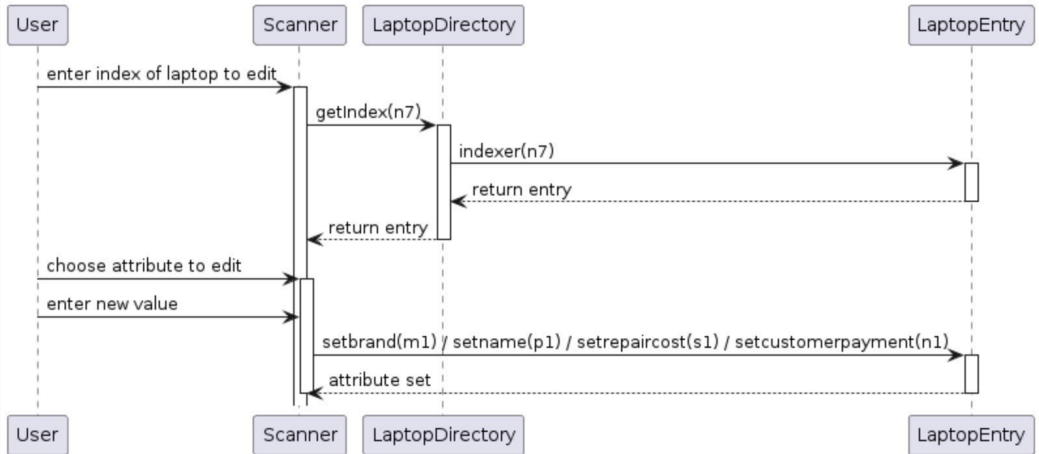 User Scanner LaptopDirectory LaptopEntry
enter index of laptop to edit
getIndex(n7)
indexer(n7)
return entry
return entry
choose attribute to edit
enter new value
setbrand(m1) / setname(p1) / setrepaircost(s1) / setcustomerpayment(n1)
attribute set
User Scanner LaptopDirectory LaptopEntry